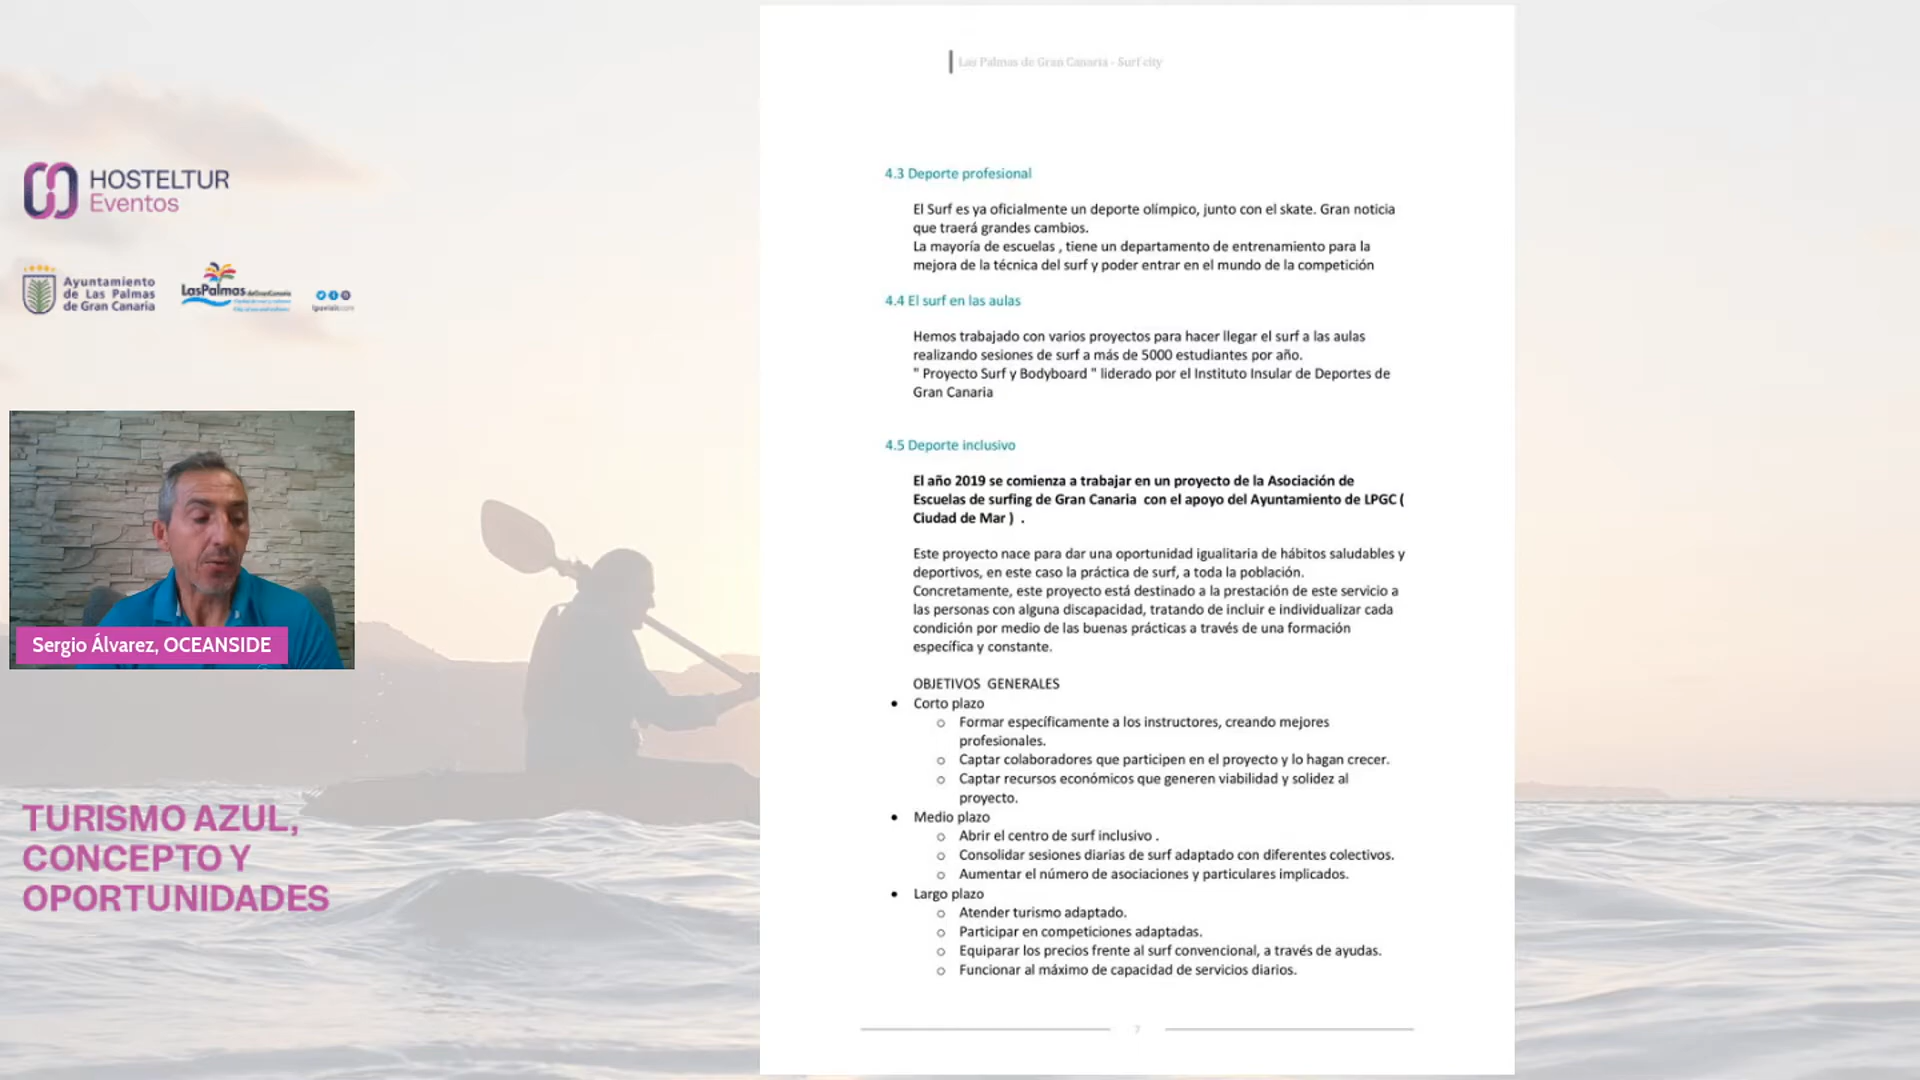 HOSTELTUR
Eventos
Ayuntamiento
de Las Palmas
de Gran Canaria
LasPalmas deGranCanaria
Sergio Álvarez, OCEANSIDE
TURISMO AZUL,
CONCEPTO Y
OPORTUNIDADES
Las Palmas de Gran Canaria - Surf city
4.3 Deporte profesional
El Surf es ya oficialmente un deporte olímpico, junto con el skate. Gran noticia
que traerá grandes cambios.
La mayoría de escuelas , tiene un departamento de entrenamiento para la
mejora de la técnica del surf y poder entrar en el mundo de la competición
4.4 El surf en las aulas
Hemos trabajado con varios proyectos para hacer llegar el surf a las aulas
realizando sesiones de surf a más de 5000 estudiantes por año.
" Proyecto Surf y Bodyboard " liderado por el Instituto Insular de Deportes de
Gran Canaria
4.5 Deporte inclusivo
El año 2019 se comienza a trabajar en un proyecto de la Asociación de
Escuelas de surfing de Gran Canaria con el apoyo del Ayuntamiento de LPGC (
Ciudad de Mar ) .
Este proyecto nace para dar una oportunidad igualitaria de hábitos saludables y
deportivos, en este caso la práctica de surf, a toda la población.
Concretamente, este proyecto está destinado a la prestación de este servicio a
las personas con alguna discapacidad, tratando de incluir e individualizar cada
condición por medio de las buenas prácticas a través de una formación
específica y constante.
OBJETIVOS GENERALES
• Corto plazo
o Formar específicamente a los instructores, creando mejores
profesionales.
o Captar colaboradores que participen en el proyecto y lo hagan crecer.
o Captar recursos económicos que generen viabilidad y solidez al
proyecto.
• Medio plazo
o Abrir el centro de surf inclusivo .
o Consolidar sesiones diarias de surf adaptado con diferentes colectivos.
o Aumentar el número de asociaciones y particulares implicados.
• Largo plazo
o Atender turismo adaptado.
o Participar en competiciones adaptadas.
o Equiparar los precios frente al surf convencional, a través de ayudas.
o Funcionar al máximo de capacidad de servicios diarios.
7